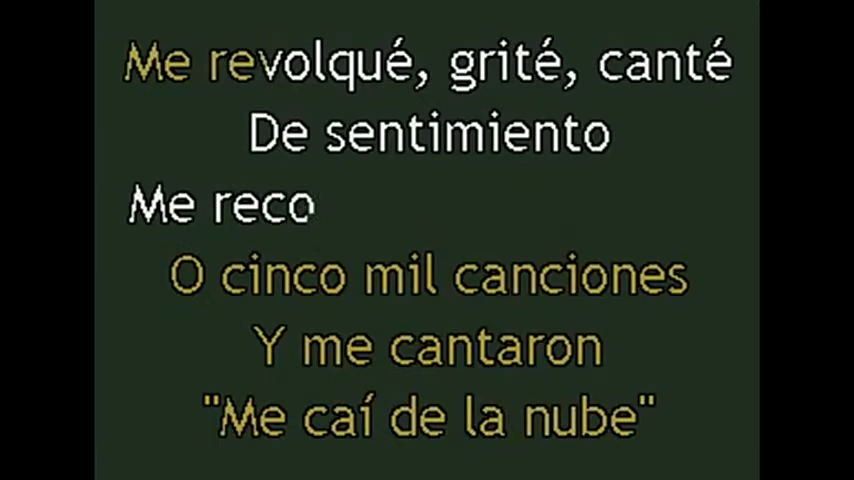 Me revolqué, grité, canté
De sentimiento
Me reco
O cinco mil canciones
Y me cantaron
"Me caí de la nube"